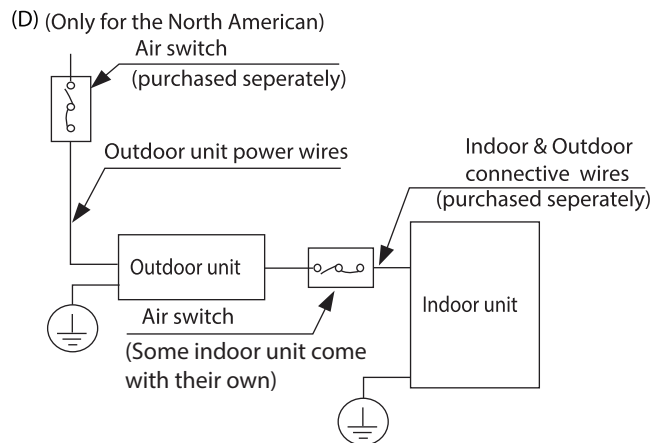 (D) (Only for the North American)
Air switch
(purchased seperately)
Outdoor unit power wires
Indoor & Outdoor
connective wires
(purchased seperately)
Outdoor unit
Indoor unit
Air switch
(Some indoor unit come
with their own)